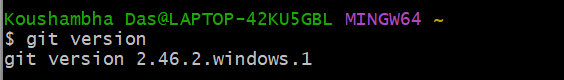 Koushambha Das@LAPTOP-42KU5GBL MINGW64 ~
$ git version
git version 2.46.2.windows.1